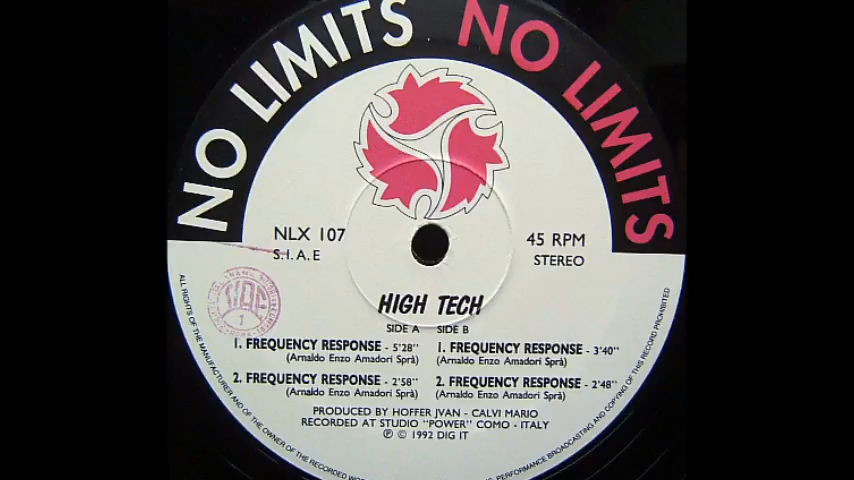 NO LIMITS NO LIMITS
NLX 107
S.I.A.E
45 RPM
STEREO
HIGH TECH
SIDE A SIDE B
1. FREQUENCY RESPONSE - 5'28"
(Arnaldo Enzo Amadori Sprà)
2. FREQUENCY RESPONSE - 2'58"
(Arnaldo Enzo Amadori Sprà)
1. FREQUENCY RESPONSE - 3'40"
(Arnaldo Enzo Amadori Sprà)
2. FREQUENCY RESPONSE - 2'48"
(Arnaldo Enzo Amadori Sprà)
PRODUCED BY HOFFER JVAN - CALVI MARIO
RECORDED AT STUDIO "POWER" COMO - ITALY
Ⓟ © 1992 DIG IT
ALL RIGHTS OF THE MANUFACTURER AND OF THE OWNER OF THE RECORDED
PERFORMANCE BROADCASTING AND COPYING OF THIS RECORD PROHIBITED